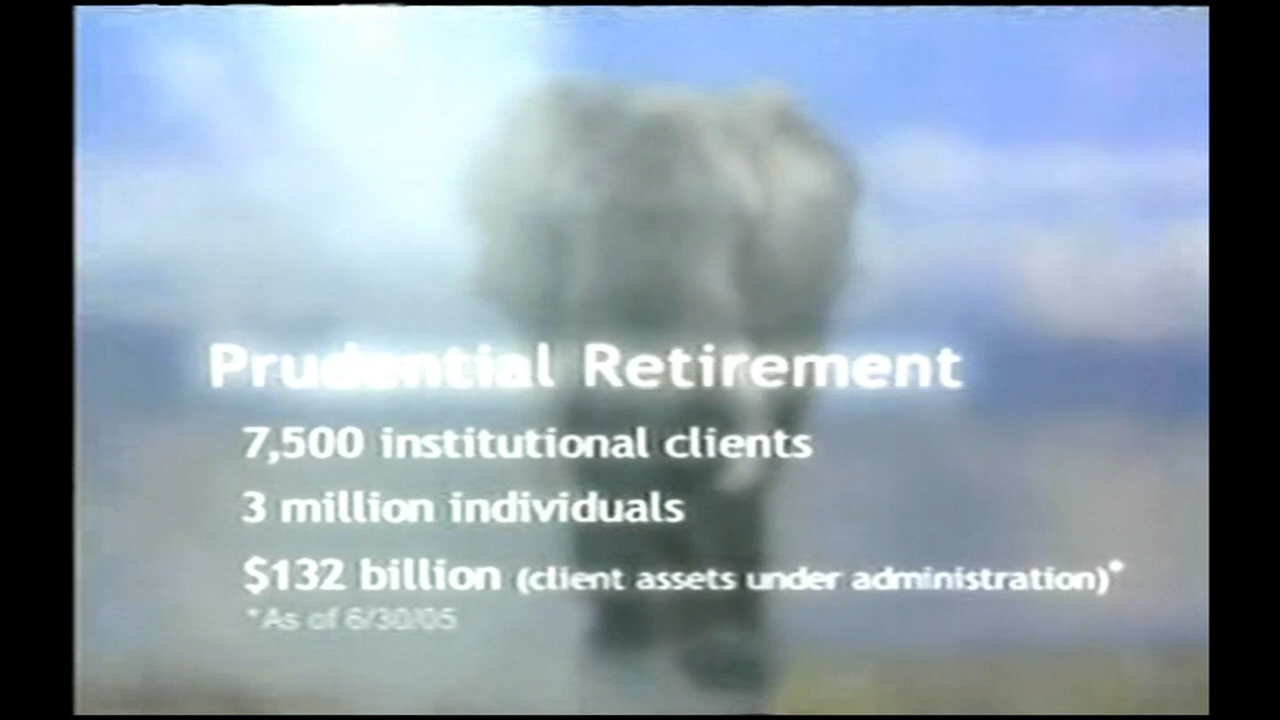 Prudential Retirement
7,500 institutional clients
3 million individuals
$132 billion (client assets under administration)*
*As of 6/30/05